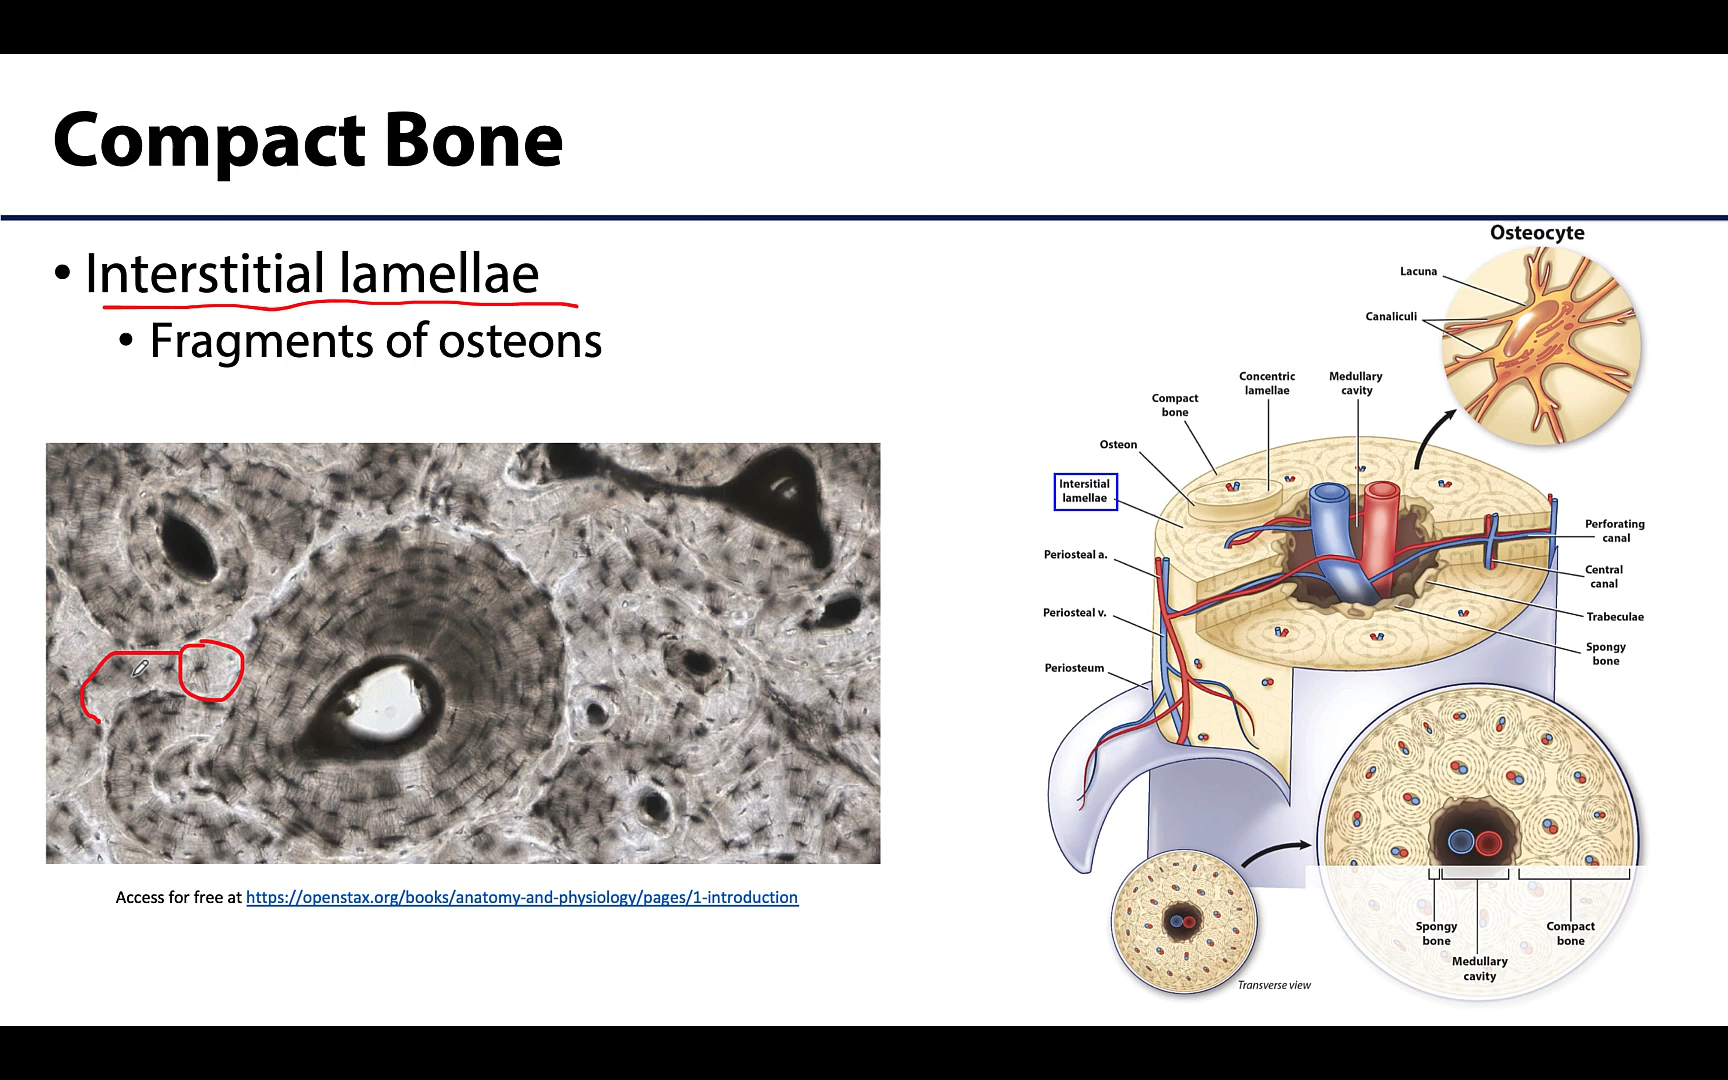 Compact Bone
• Interstitial lamellae
• Fragments of osteons
Access for free at https://openstax.org/books/anatomy-and-physiology/pages/1-introduction
Osteocyte
Lacuna
Canaliculi
Concentric
lamellae
Medullary
cavity
Compact
bone
Osteon
Intersitial
lamellae
Periosteal a.
Periosteal v.
Periosteum
Perforating
canal
Central
canal
Trabeculae
Spongy
bone
Spongy
bone
Medullary
cavity
Compact
bone
Transverse view